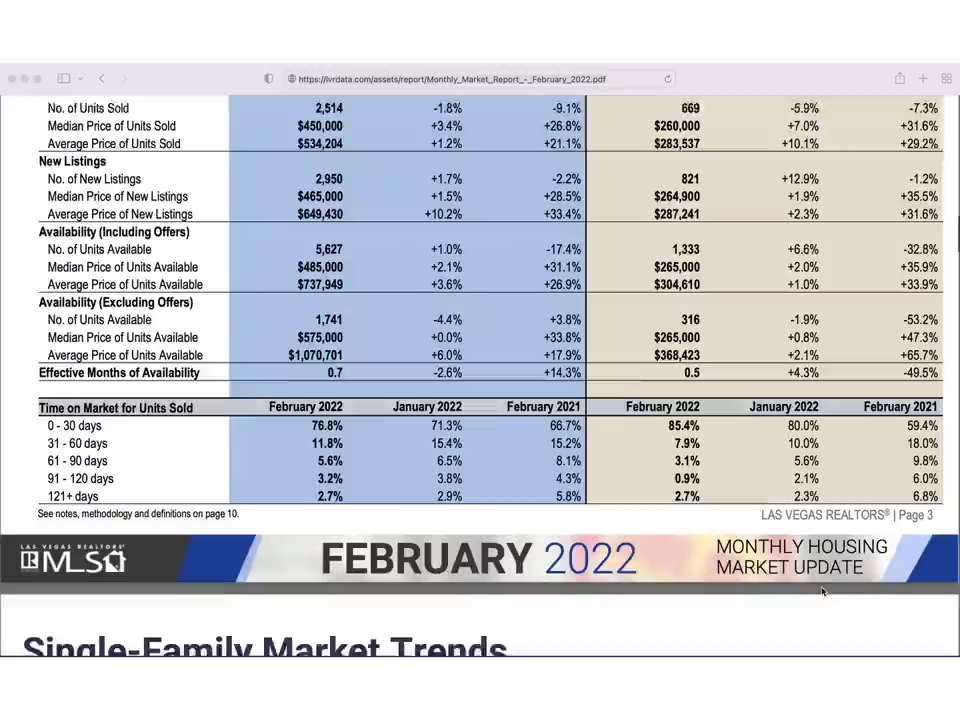 https://lvrdata.com/assets/report/Monthly_Market_Report_-_February_2022.pdf
No. of Units Sold 2,514 -1.8% -9.1% 669 -5.9% -7.3%
Median Price of Units Sold $450,000 +3.4% +26.8% $260,000 +7.0% +31.6%
Average Price of Units Sold $534,204 +1.2% +21.1% $283,537 +10.1% +29.2%
New Listings
No. of New Listings 2,950 +1.7% -2.2% 821 +12.9% -1.2%
Median Price of New Listings $465,000 +1.5% +28.5% $264,900 +1.9% +35.5%
Average Price of New Listings $649,430 +10.2% +33.4% $287,241 +2.3% +31.6%
Availability (Including Offers)
No. of Units Available 5,627 +1.0% -17.4% 1,333 +6.6% -32.8%
Median Price of Units Available $485,000 +2.1% +31.1% $265,000 +2.0% +35.9%
Average Price of Units Available $737,949 +3.6% +26.9% $304,610 +1.0% +33.9%
Availability (Excluding Offers)
No. of Units Available 1,741 -4.4% +3.8% 316 -1.9% -53.2%
Median Price of Units Available $575,000 +0.0% +33.8% $265,000 +0.8% +47.3%
Average Price of Units Available $1,070,701 +6.0% +17.9% $368,423 +2.1% +65.7%
Effective Months of Availability 0.7 -2.6% +14.3% 0.5 +4.3% -49.5%
Time on Market for Units Sold February 2022 January 2022 February 2021 February 2022 January 2022 February 2021
0 - 30 days 76.8% 71.3% 66.7% 85.4% 80.0% 59.4%
31 - 60 days 11.8% 15.4% 15.2% 7.9% 10.0% 18.0%
61 - 90 days 5.6% 6.5% 8.1% 3.1% 5.6% 9.8%
91 - 120 days 3.2% 3.8% 4.3% 0.9% 2.1% 6.0%
121+ days 2.7% 2.9% 5.8% 2.7% 2.3% 6.8%
See notes, methodology and definitions on page 10.
LAS VEGAS REALTORS® | Page 3
LAS VEGAS REALTORS®
MLS
FEBRUARY 2022
MONTHLY HOUSING
MARKET UPDATE
Single-Family Market Trends